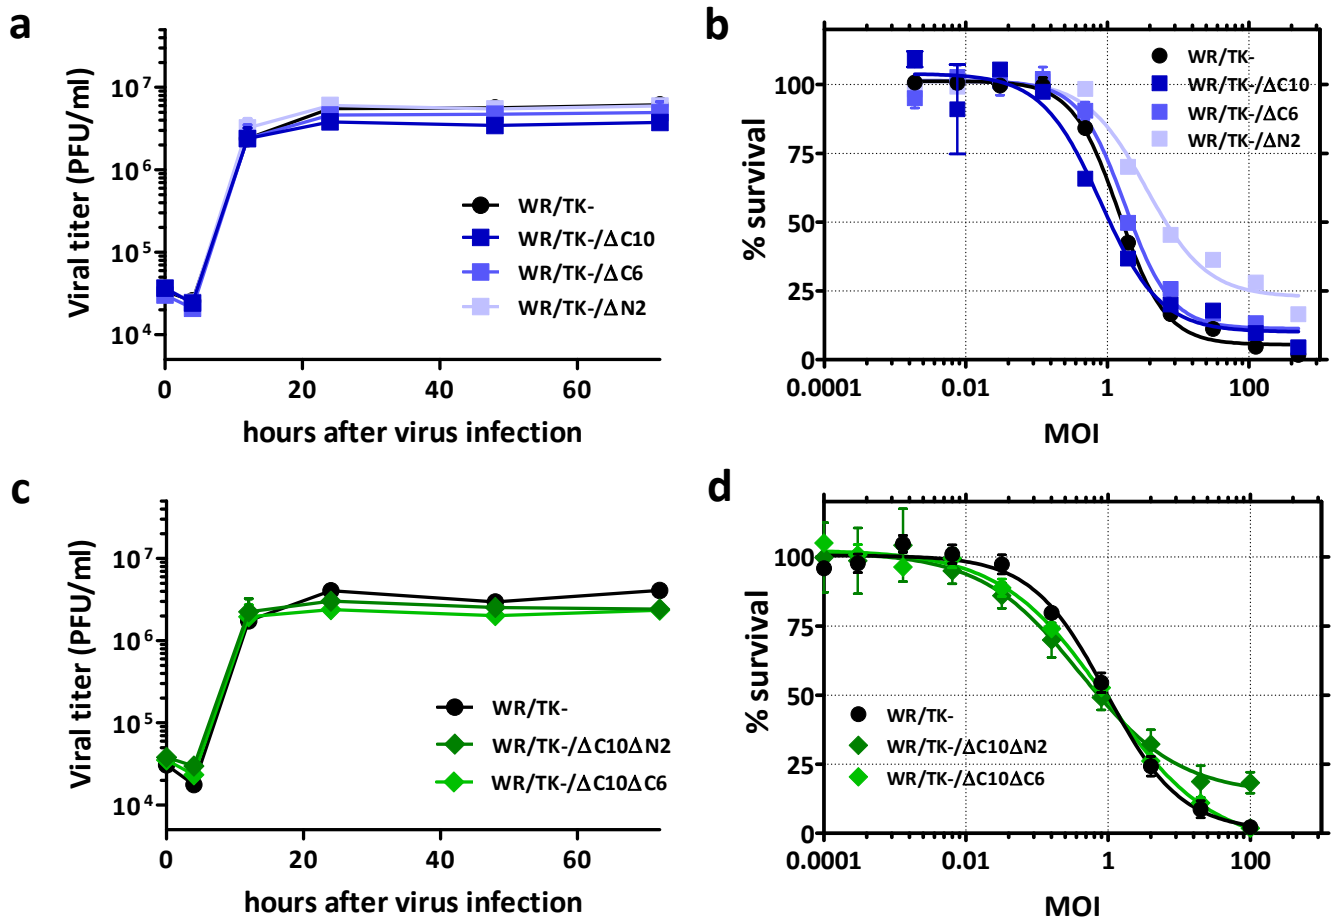 a
Viral titer (PFU/ml)
10⁷
10⁶
10⁵
10⁴
WR/TK-
WR/TK-/ΔC10
WR/TK-/ΔC6
WR/TK-/ΔN2
0 20 40 60
hours after virus infection
b
% survival
100
75
50
25
0
WR/TK-
WR/TK-/ΔC10
WR/TK-/ΔC6
WR/TK-/ΔN2
0.0001 0.01 1 100
MOI
c
Viral titer (PFU/ml)
10⁷
10⁶
10⁵
10⁴
WR/TK-
WR/TK-/ΔC10ΔN2
WR/TK-/ΔC10ΔC6
0 20 40 60
hours after virus infection
d
% survival
100
75
50
25
0
WR/TK-
WR/TK-/ΔC10ΔN2
WR/TK-/ΔC10ΔC6
0.0001 0.01 1 100
MOI